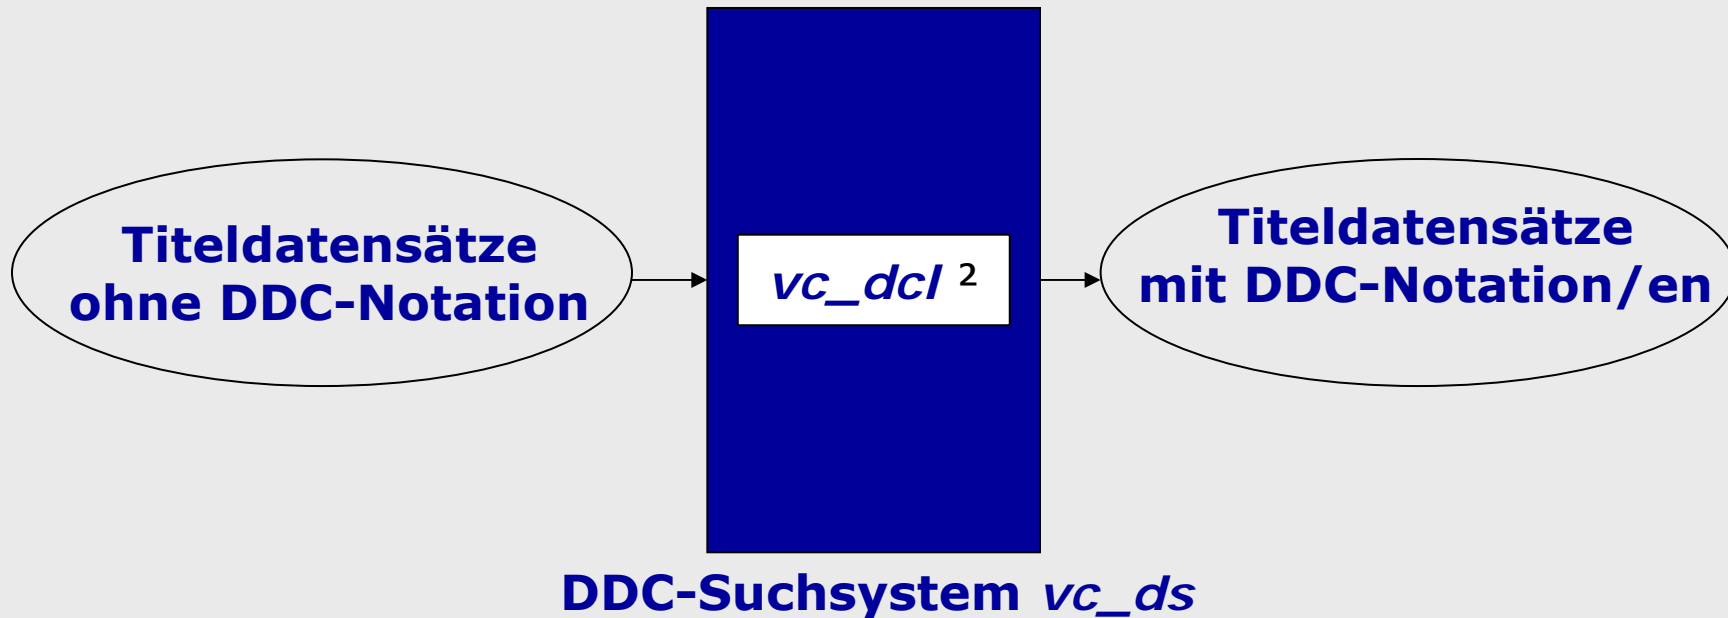 Titeldatensätze
ohne DDC-Notation
vc_dcl ²
Titeldatensätze
mit DDC-Notation/en
DDC-Suchsystem vc_ds